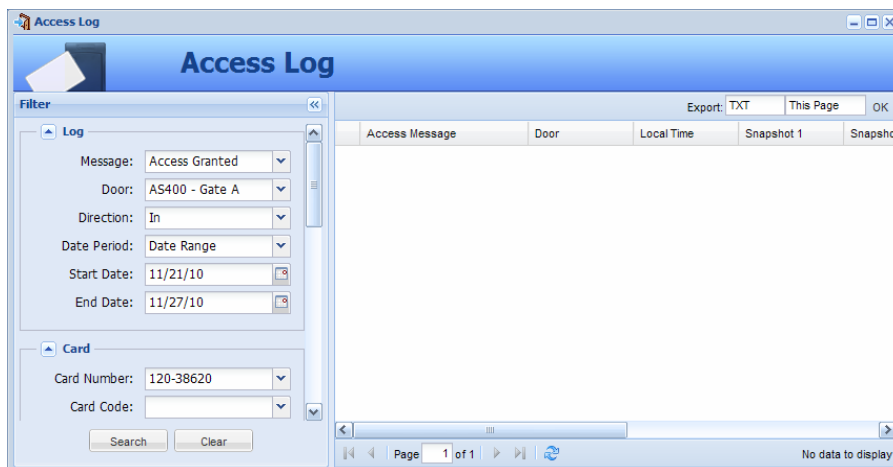 Access Log
Access Log
Filter
Log
Message: Access Granted
Door: AS400 - Gate A
Direction: In
Date Period: Date Range
Start Date: 11/21/10
End Date: 11/27/10
Card
Card Number: 120-38620
Card Code:
Search Clear
Export: TXT This Page OK
Access Message Door Local Time Snapshot 1 Snapsho
Page 1 of 1 No data to display